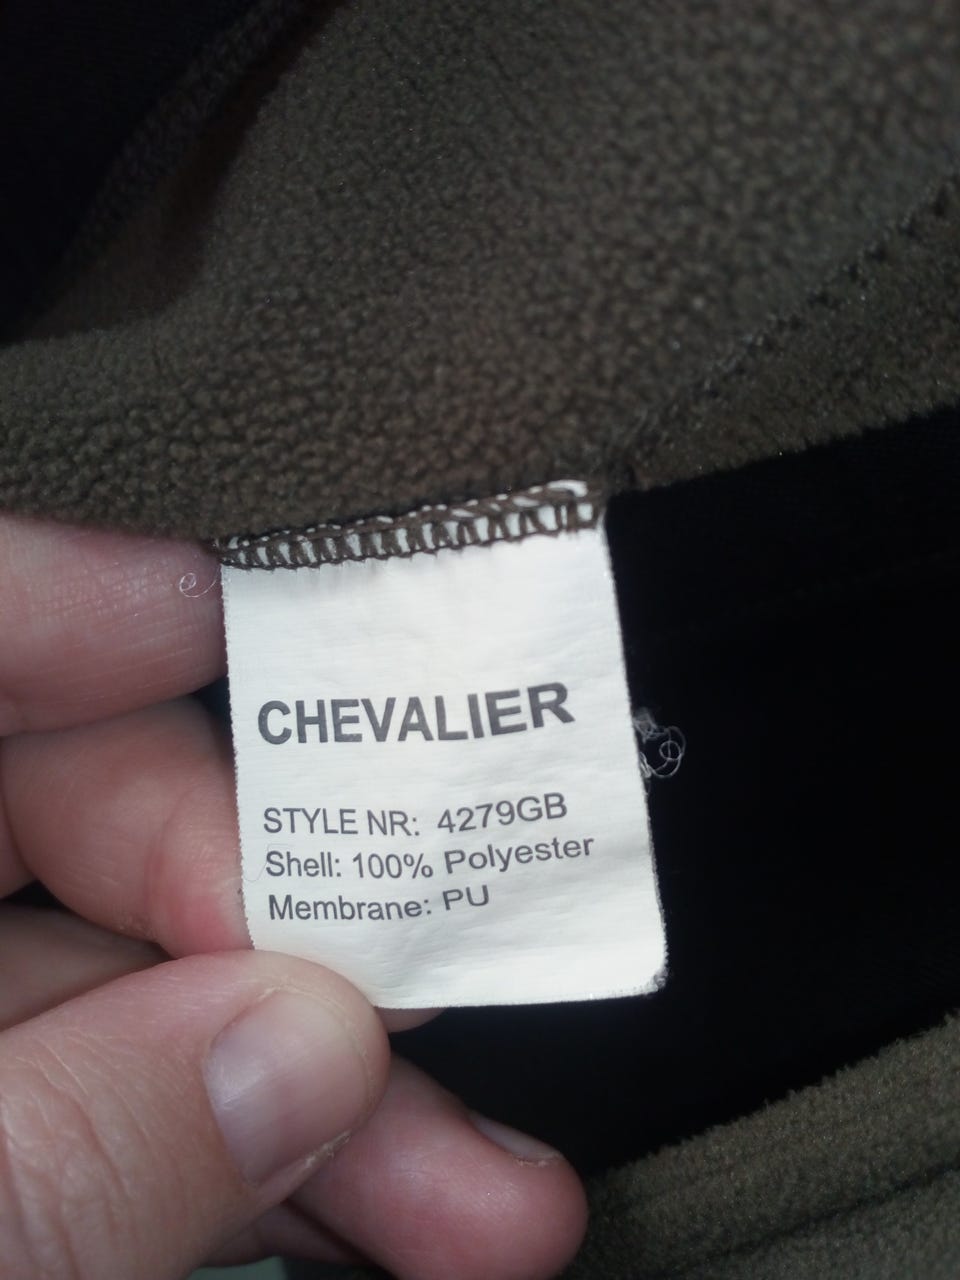 CHEVALIER
STYLE NR: 4279GB
Shell: 100% Polyester
Membrane: PU